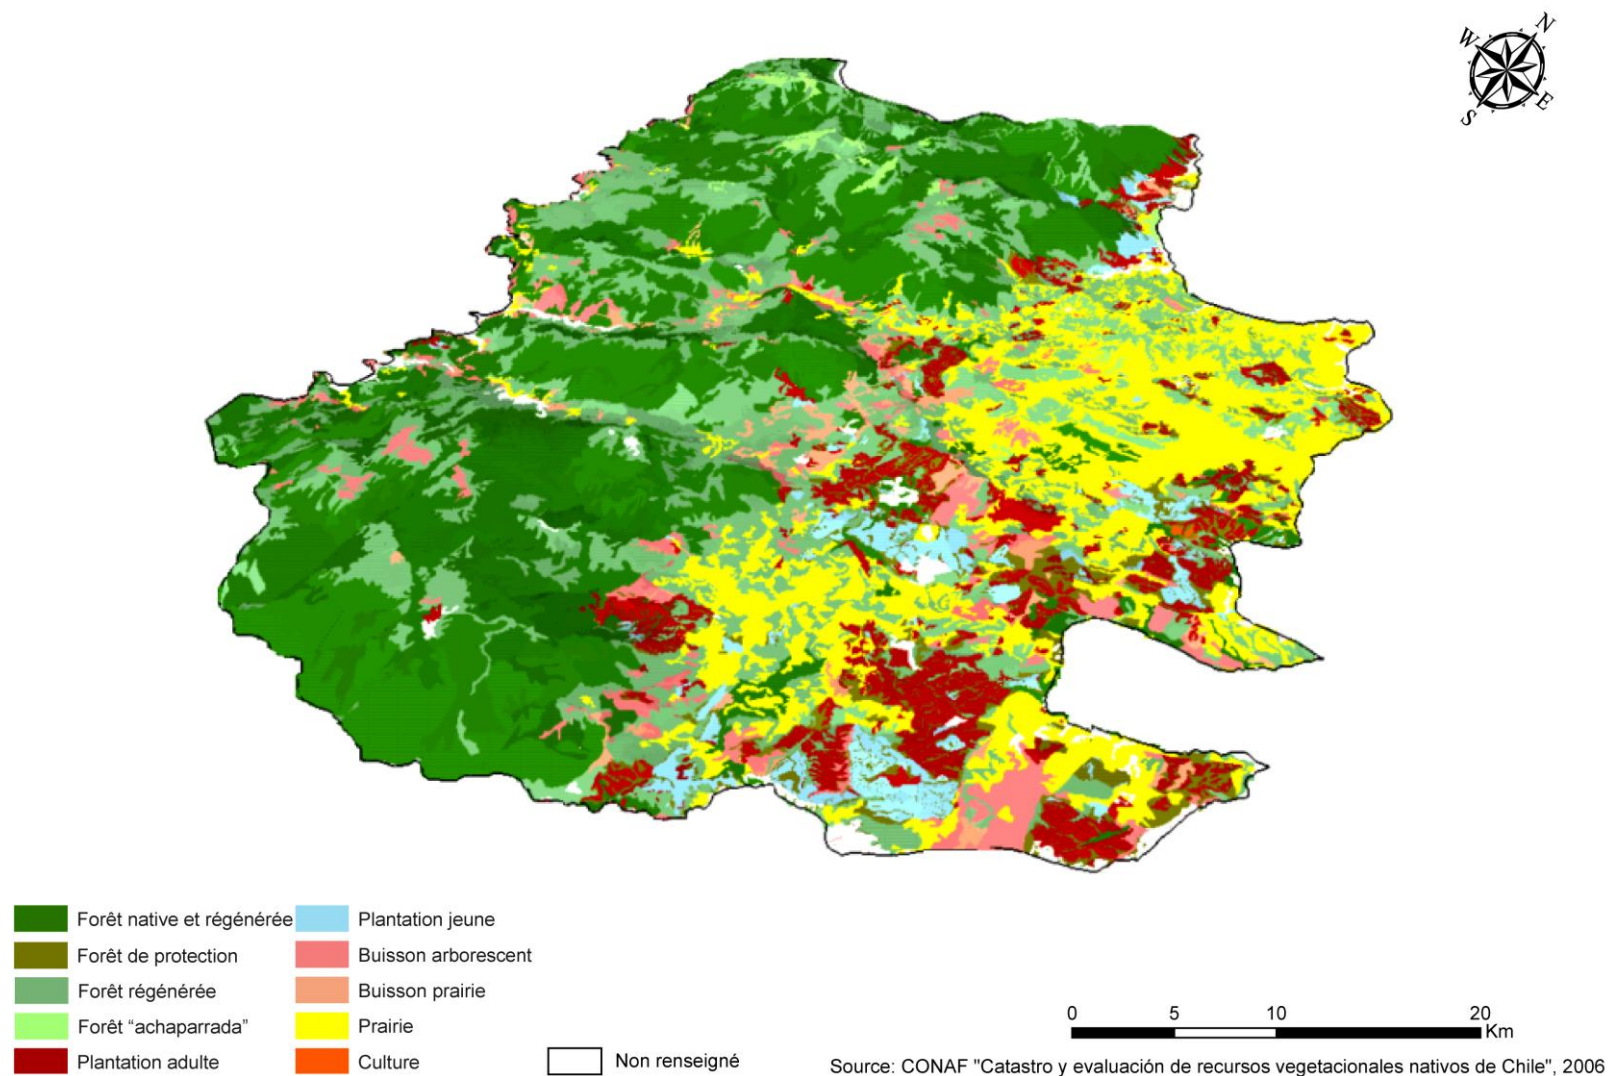 N
W
E
S
Forêt native et régénérée
Forêt de protection
Forêt régénérée
Forêt “achaparrada”
Plantation adulte
Plantation jeune
Buisson arborescent
Buisson prairie
Prairie
Culture
Non renseigné
0 5 10 20
Km
Source: CONAF "Catastro y evaluación de recursos vegetacionales nativos de Chile", 2006